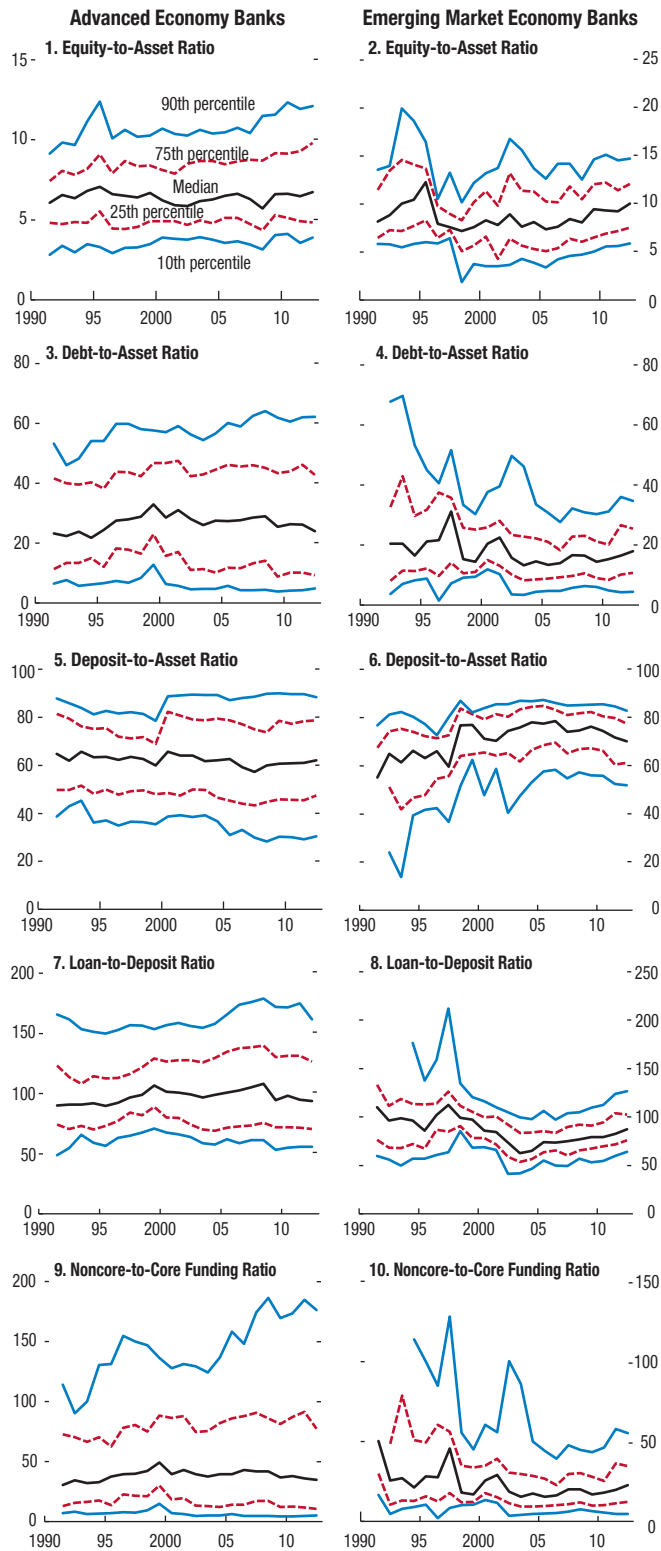 Advanced Economy Banks
Emerging Market Economy Banks
1. Equity-to-Asset Ratio
15 -
10 -
5 -
0
90th percentile
75th percentile
Median
25th percentile
10th percentile
1990 95 2000 05 10
2. Equity-to-Asset Ratio
- 25
- 20
- 15
- 10
- 5
0
1990 95 2000 05 10
3. Debt-to-Asset Ratio
80 -
60 -
40 -
20 -
0
1990 95 2000 05 10
4. Debt-to-Asset Ratio
- 80
- 60
- 40
- 20
0
1990 95 2000 05 10
5. Deposit-to-Asset Ratio
100 -
80 -
60 -
40 -
20 -
0
1990 95 2000 05 10
6. Deposit-to-Asset Ratio
- 100
- 80
- 60
- 40
- 20
0
1990 95 2000 05 10
7. Loan-to-Deposit Ratio
200 -
150 -
100 -
50 -
0
1990 95 2000 05 10
8. Loan-to-Deposit Ratio
- 250
- 200
- 150
- 100
- 50
0
1990 95 2000 05 10
9. Noncore-to-Core Funding Ratio
200 -
150 -
100 -
50 -
0
1990 95 2000 05 10
10. Noncore-to-Core Funding Ratio
- 150
- 100
- 50
0
1990 95 2000 05 10